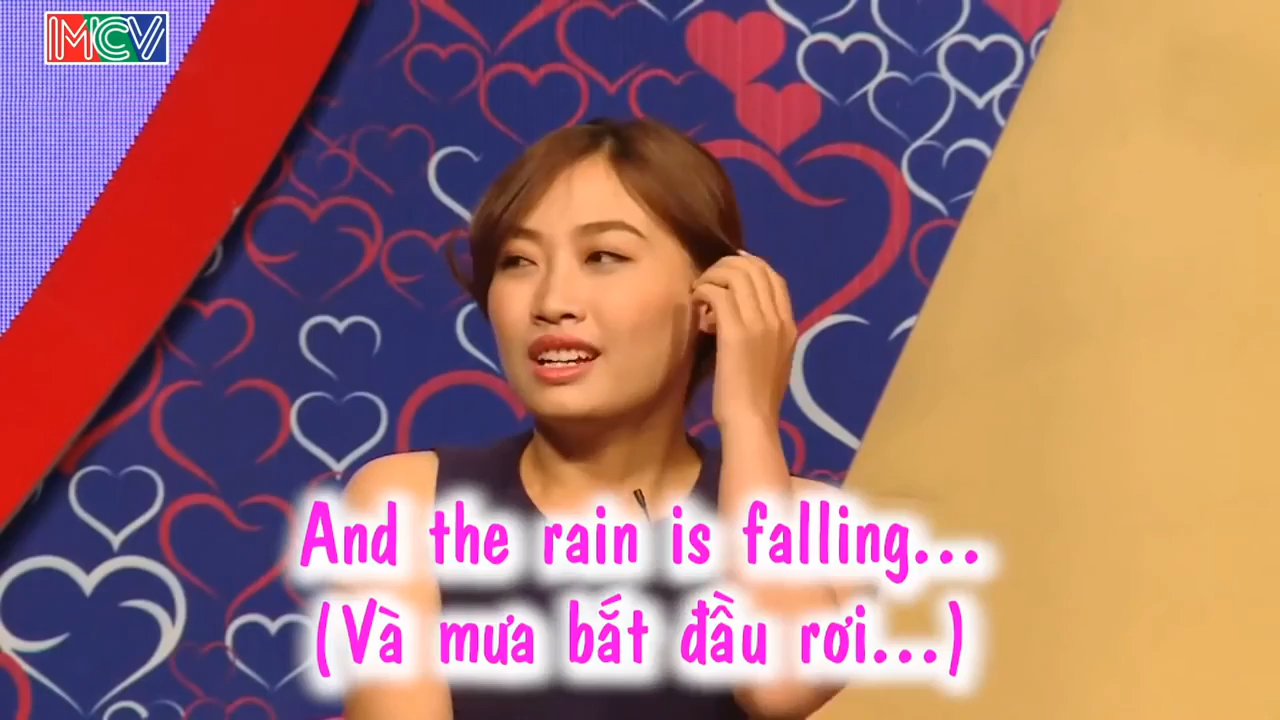 MCV
And the rain is falling...
(Và mưa bắt đầu rơi...)